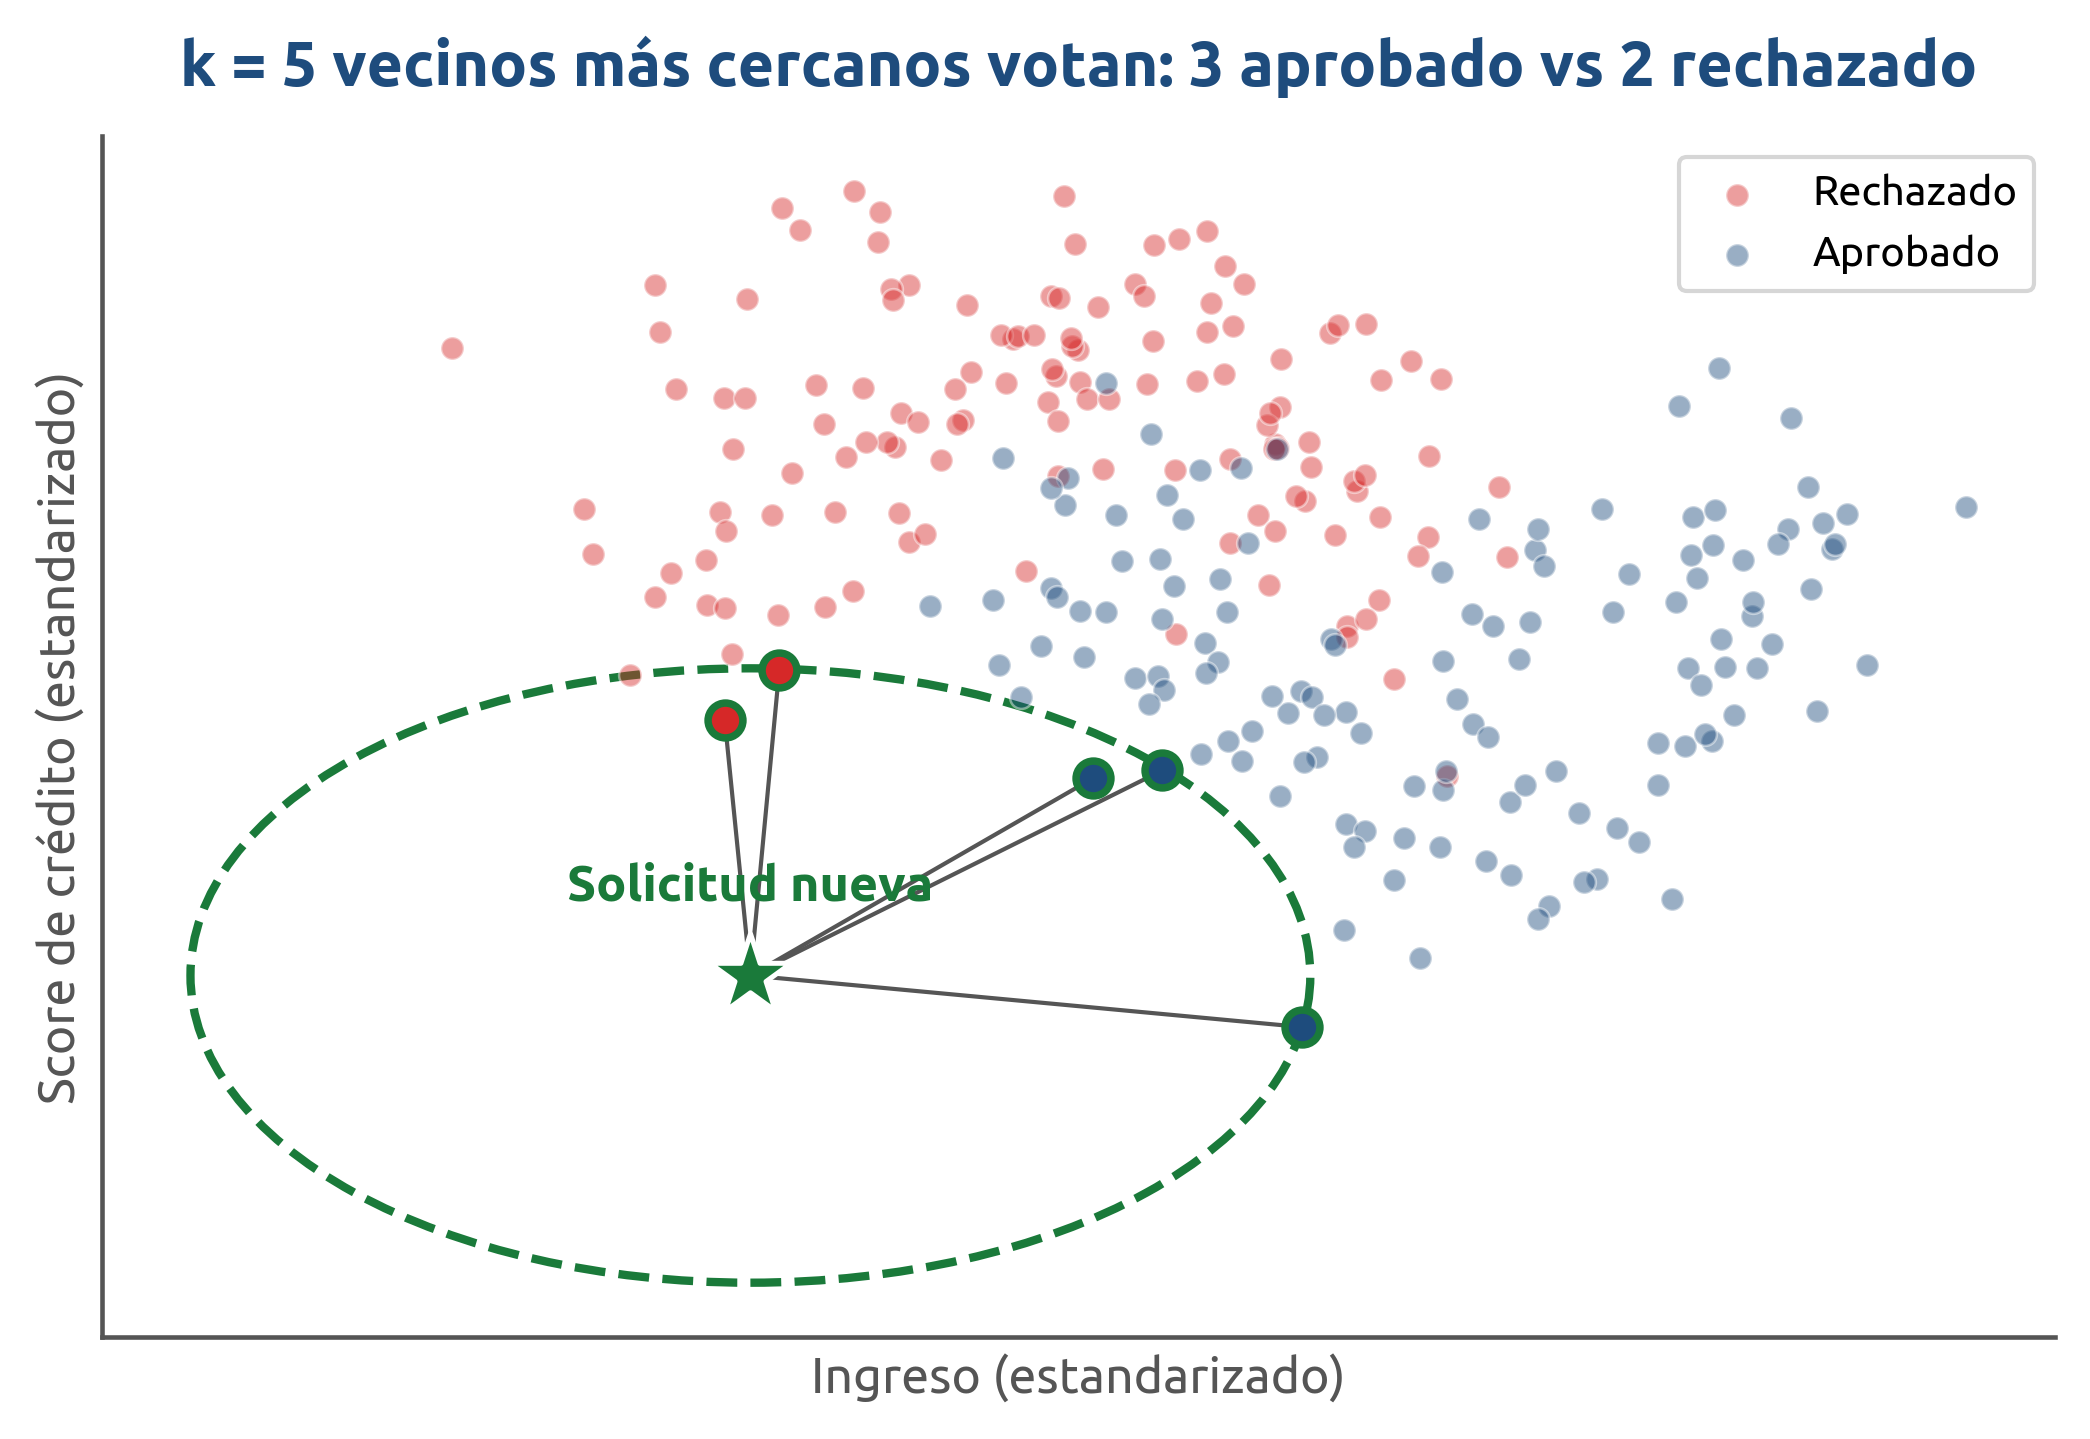 k = 5 vecinos más cercanos votan: 3 aprobado vs 2 rechazado
Rechazado
Aprobado
Score de crédito (estandarizado)
Solicitud nueva
Ingreso (estandarizado)